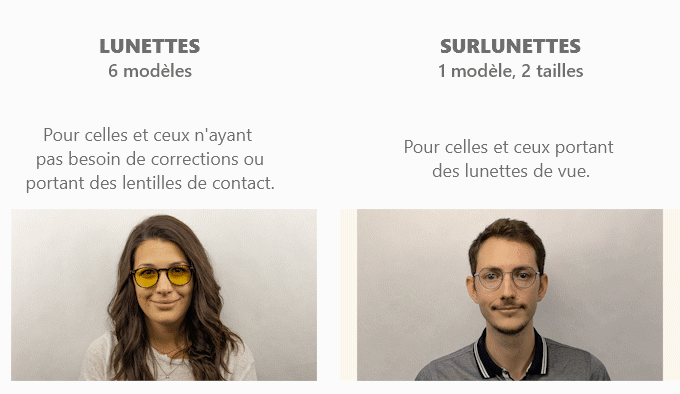 LUNETTES
6 modèles
Pour celles et ceux n'ayant
pas besoin de corrections ou
portant des lentilles de contact.
SURLUNETTES
1 modèle, 2 tailles
Pour celles et ceux portant
des lunettes de vue.